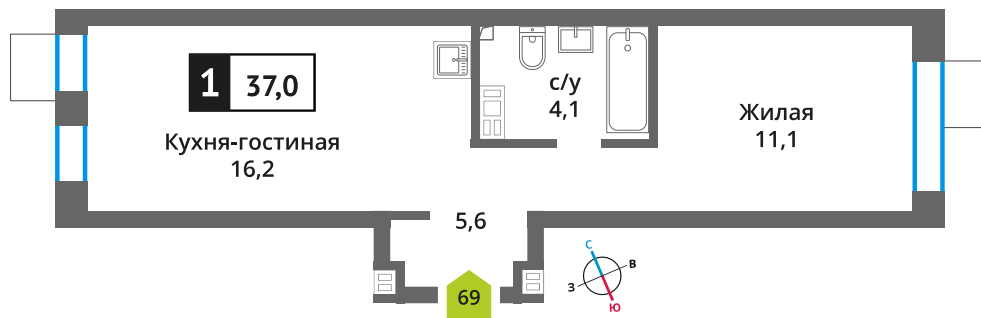 1 37,0
Кухня-гостиная
16,2
с/у
4,1
Жилая
11,1
5,6
69
С
В
З
Ю